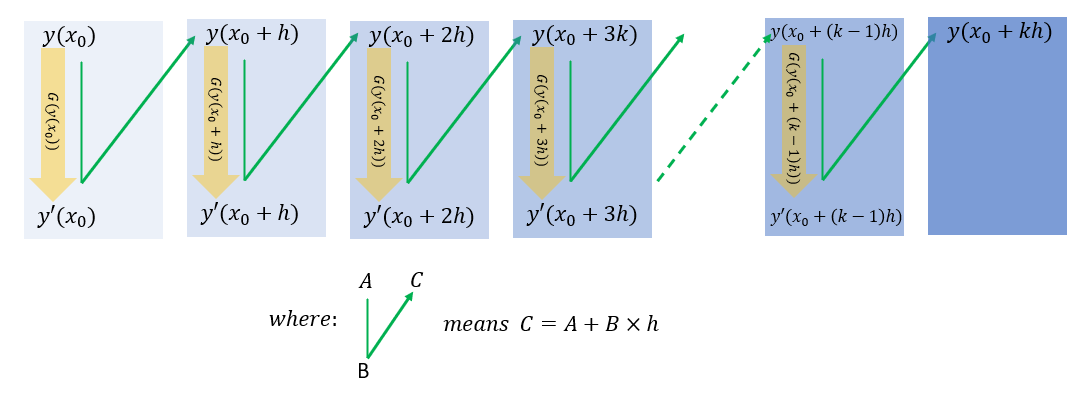 y(x₀) y(x₀ + h) y(x₀ + 2h) y(x₀ + 3k) y(x₀ + (k − 1)h) y(x₀ + kh)
G(y(x₀)) G(y(x₀ + h)) G(y(x₀ + 2h)) G(y(x₀ + 3h)) G(y(x₀ + (k − 1)h))
y′(x₀) y′(x₀ + h) y′(x₀ + 2h) y′(x₀ + 3h) y′(x₀ + (k − 1)h)
A C
where: means C = A + B × h
B